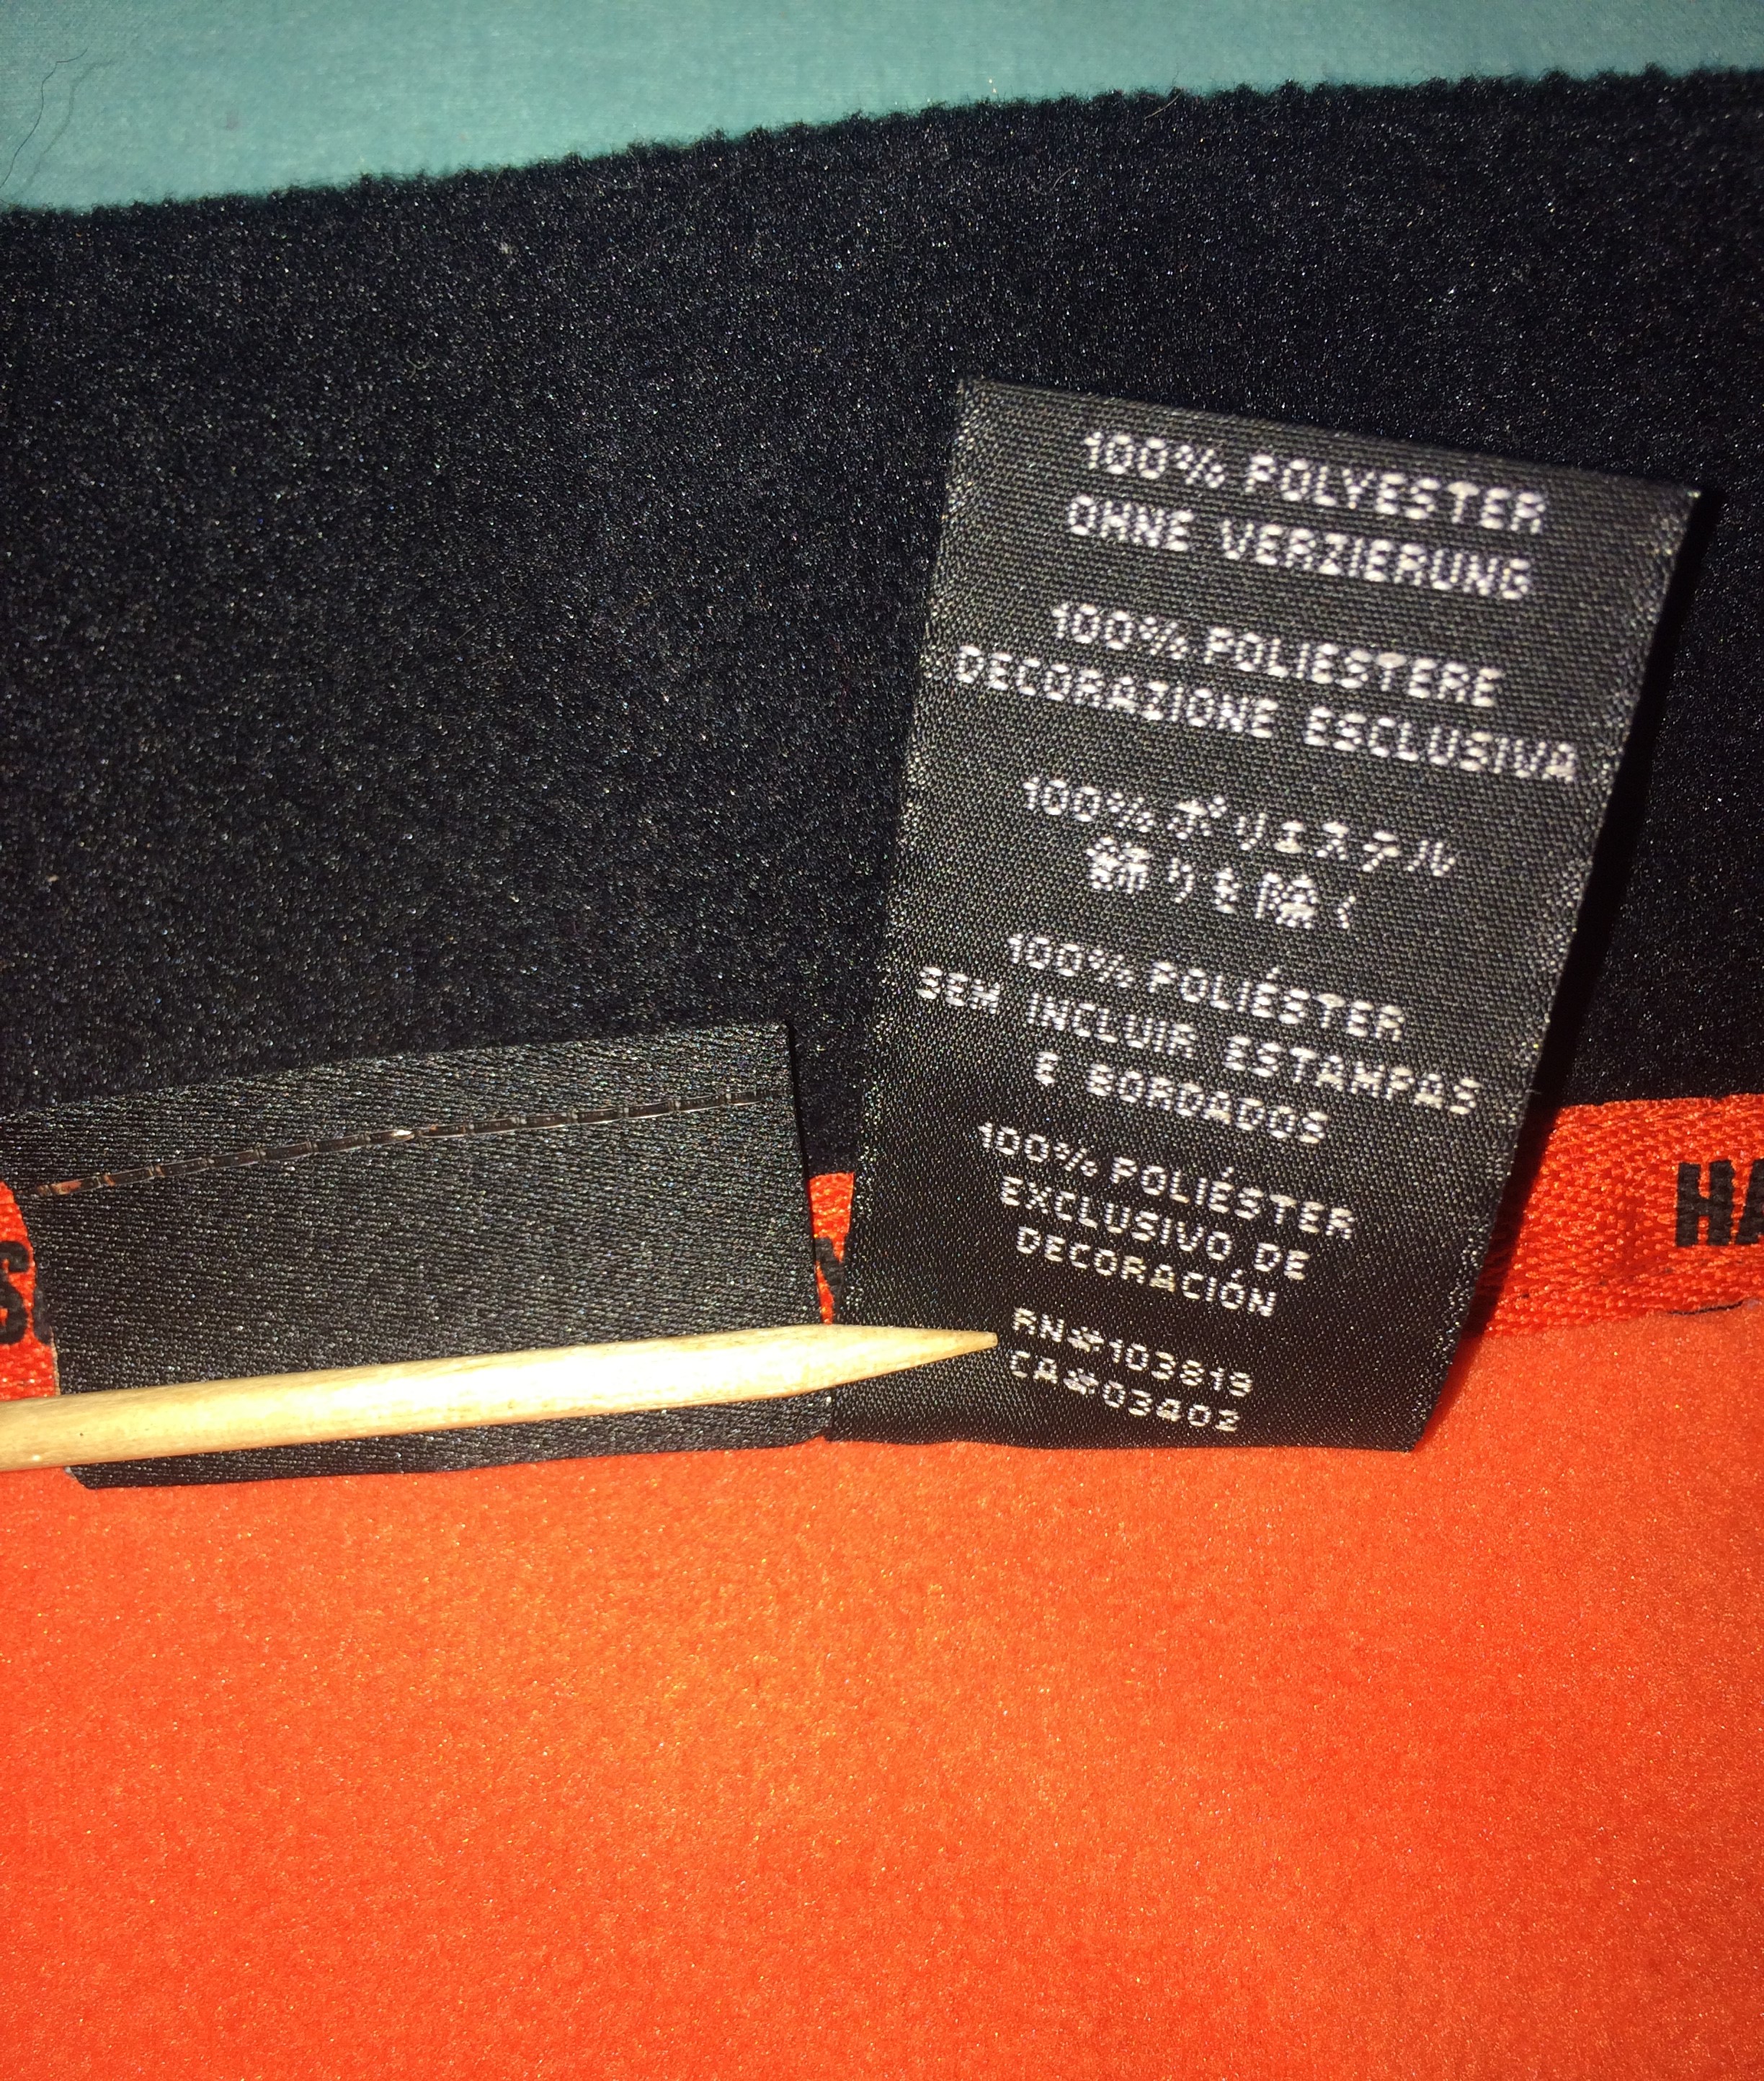 100% POLYESTER
OHNE VERZIERUNG
100% POLIESTERE
DECORAZIONE ESCLUSIVA
100%ポリエステル
飾りを除く
100% POLIÉSTER
SEM INCLUIR ESTAMPAS
E BORDADOS
100% POLIÉSTER
EXCLUSIVO DE
DECORACIÓN
RN#103819
CA#03402
S
HA